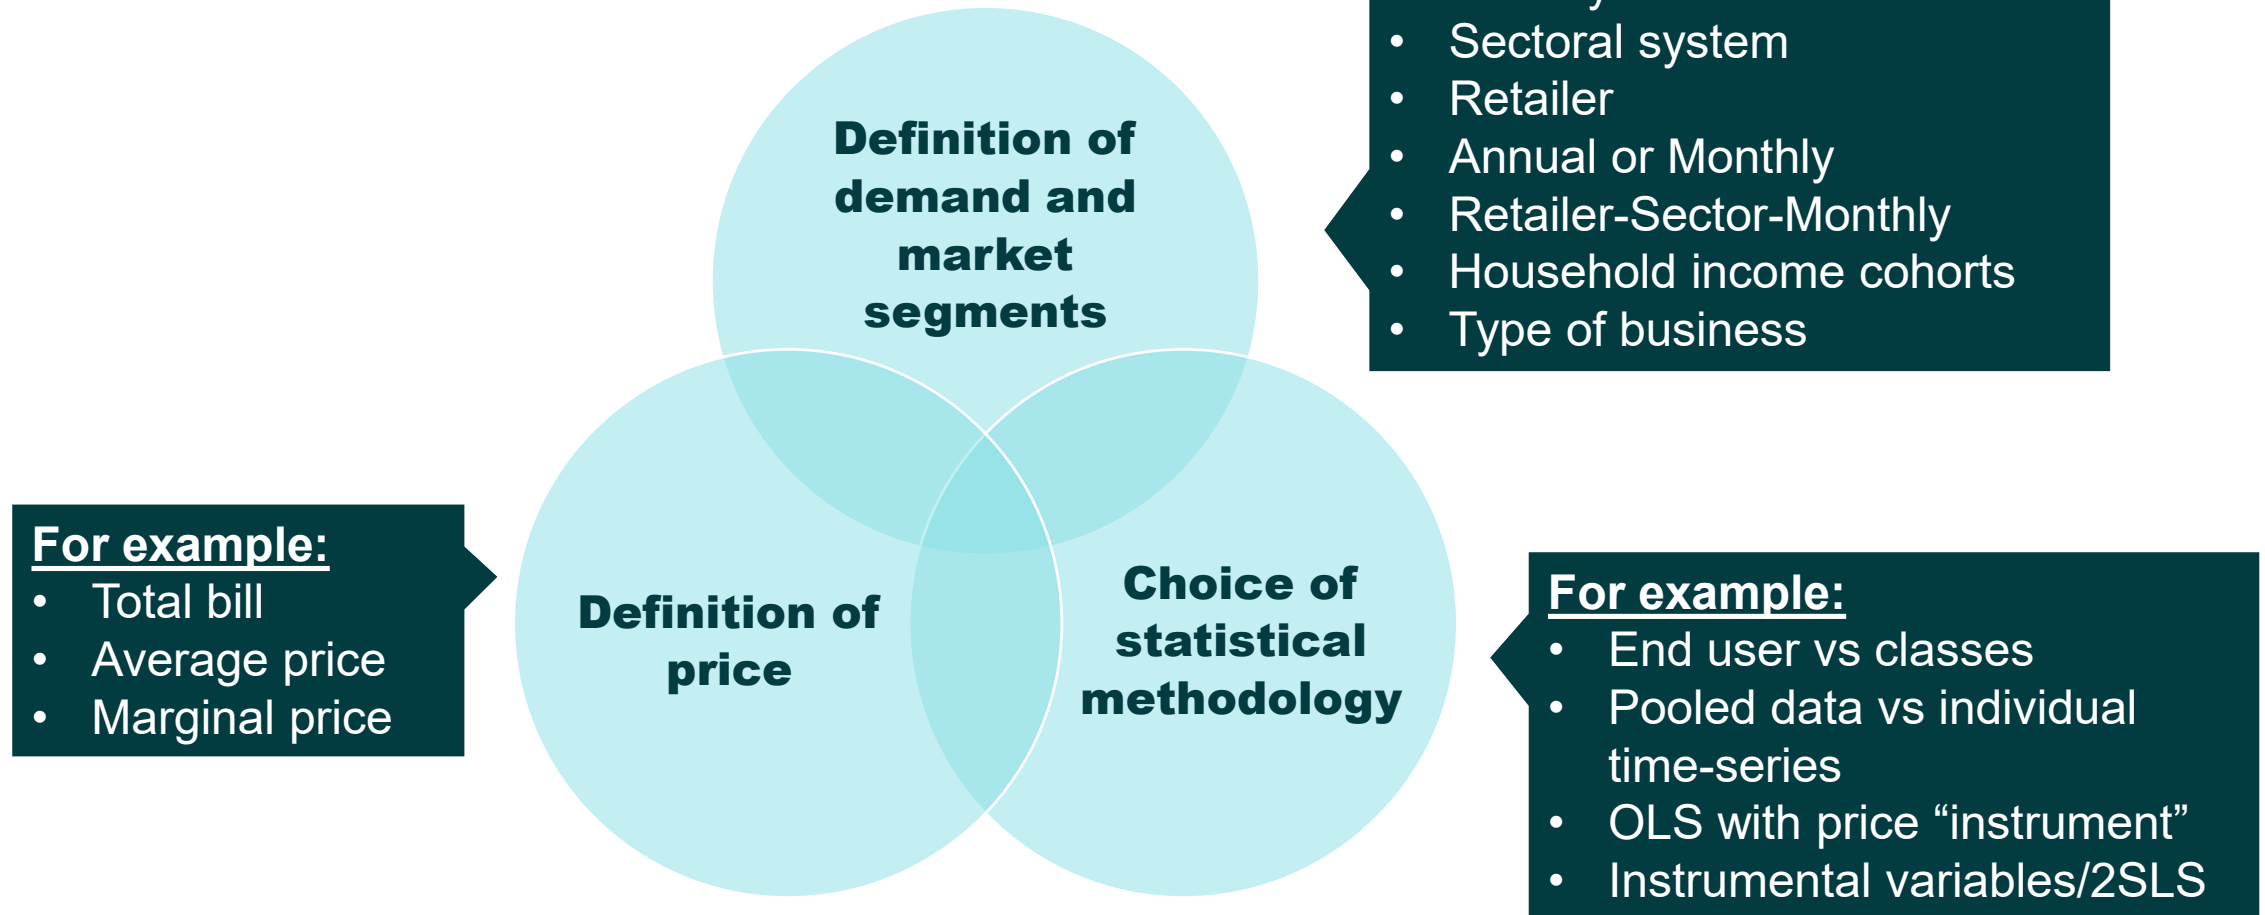 Definition of
demand and
market
segments
• Sectoral system
• Retailer
• Annual or Monthly
• Retailer-Sector-Monthly
• Household income cohorts
• Type of business
For example:
• Total bill
• Average price
• Marginal price
Definition of
price
Choice of
statistical
methodology
For example:
• End user vs classes
• Pooled data vs individual
time-series
• OLS with price “instrument”
• Instrumental variables/2SLS